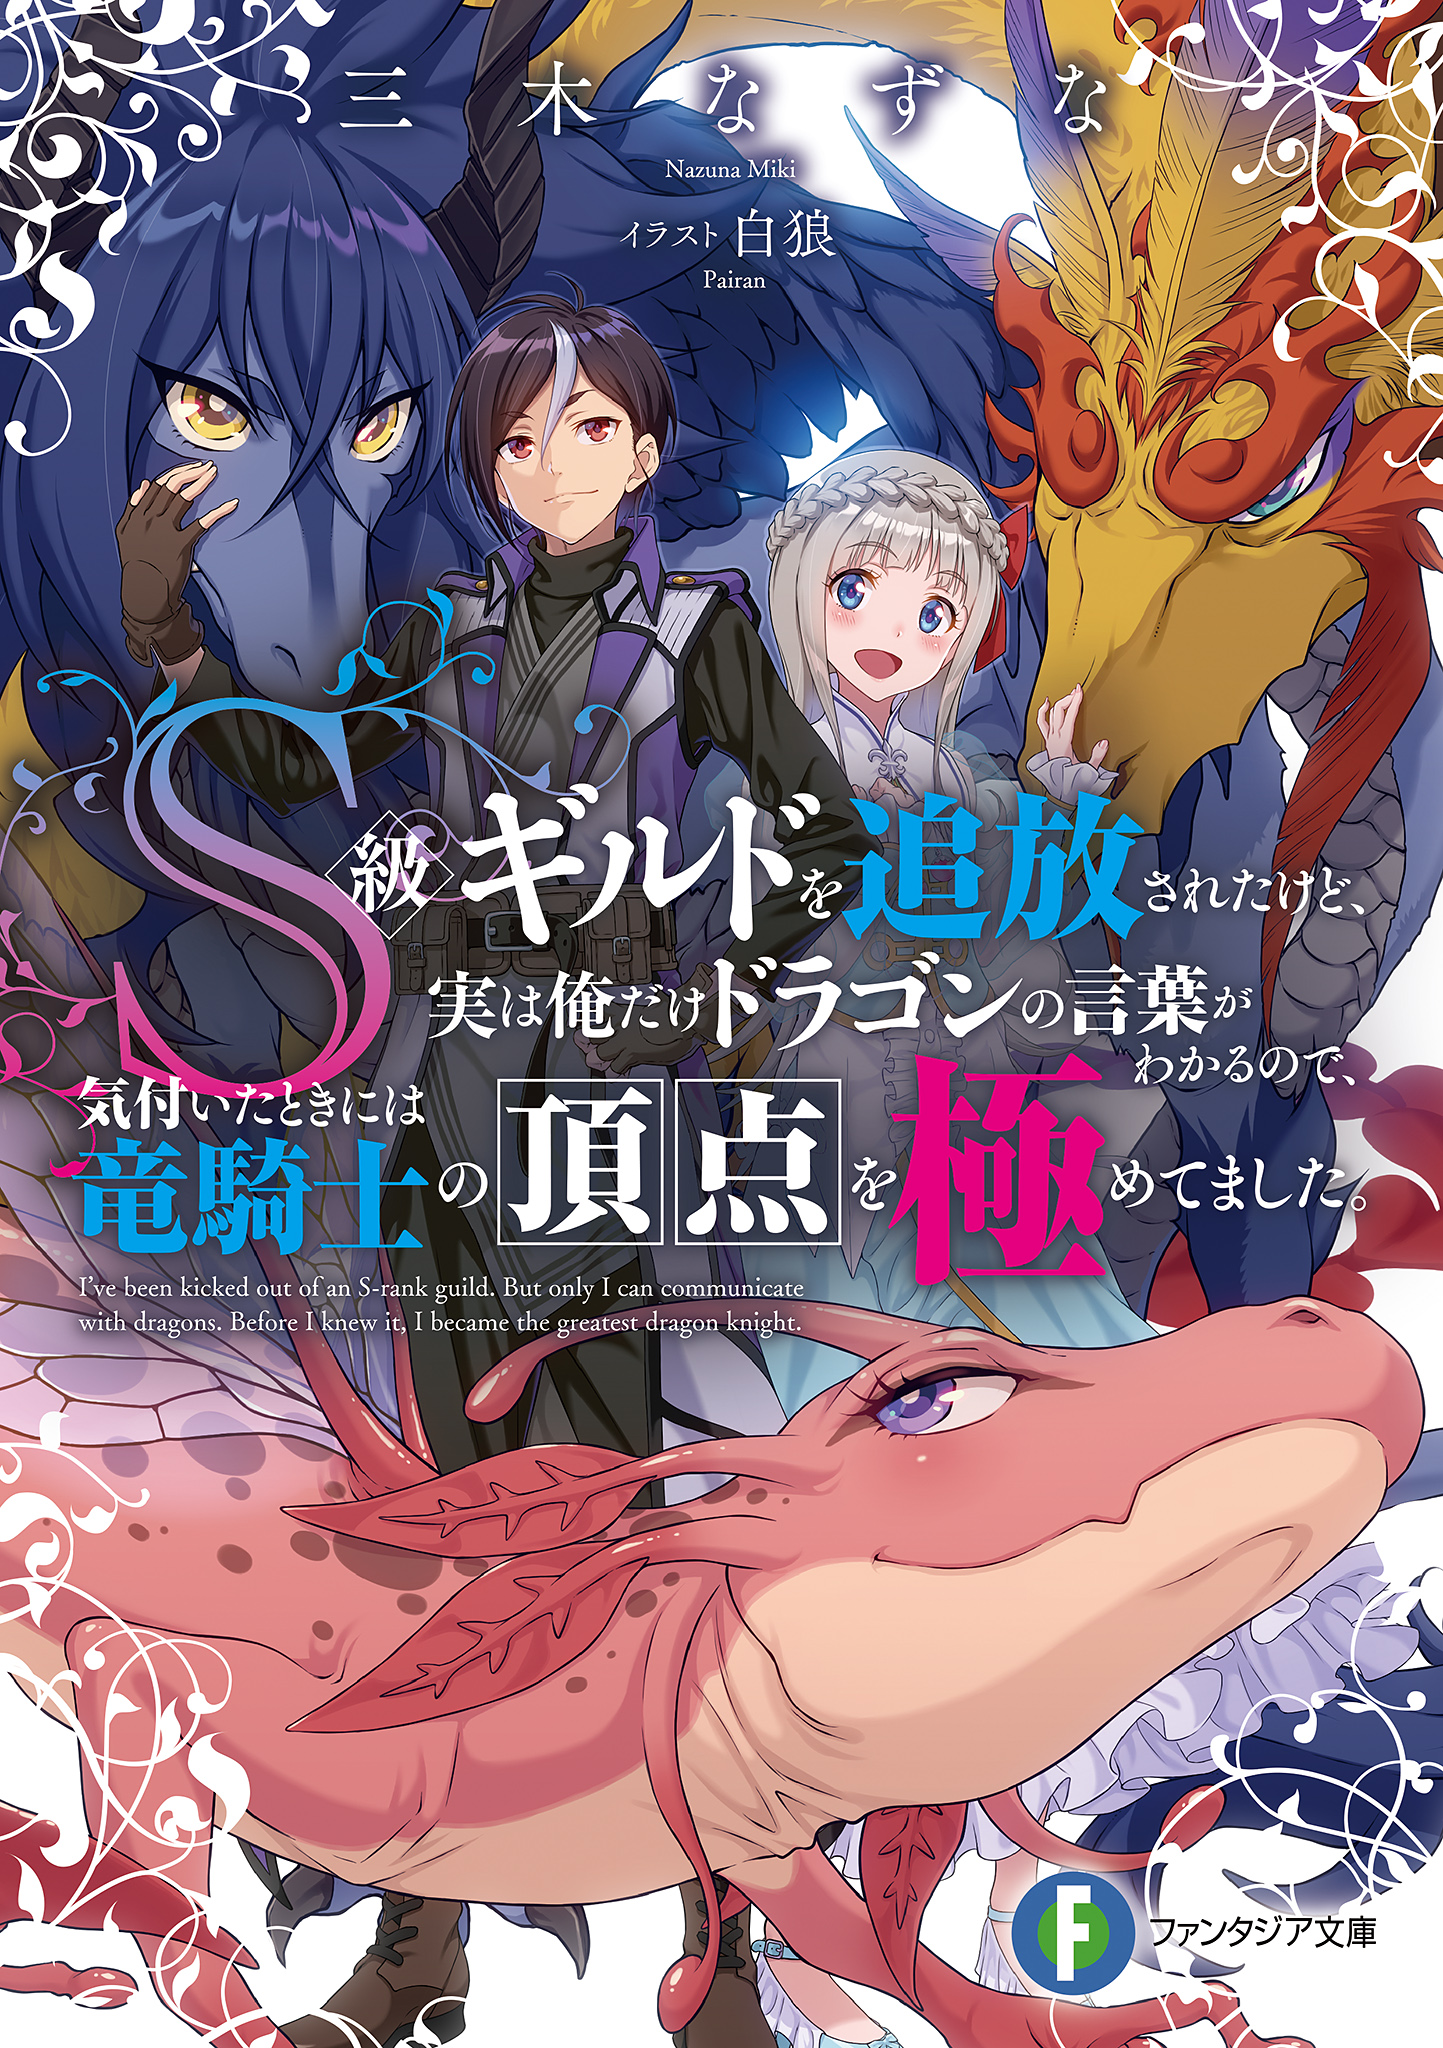 三木なずな
Nazuna Miki
イラスト 白狼
Pairan
S級ギルドを追放されたけど、
実は俺だけドラゴンの言葉が
わかるので、
気付いたときには
竜騎士の頂点を極めてました。
I've been kicked out of an S-rank guild. But only I can communicate
with dragons. Before I knew it, I became the greatest dragon knight.
F ファンタジア文庫